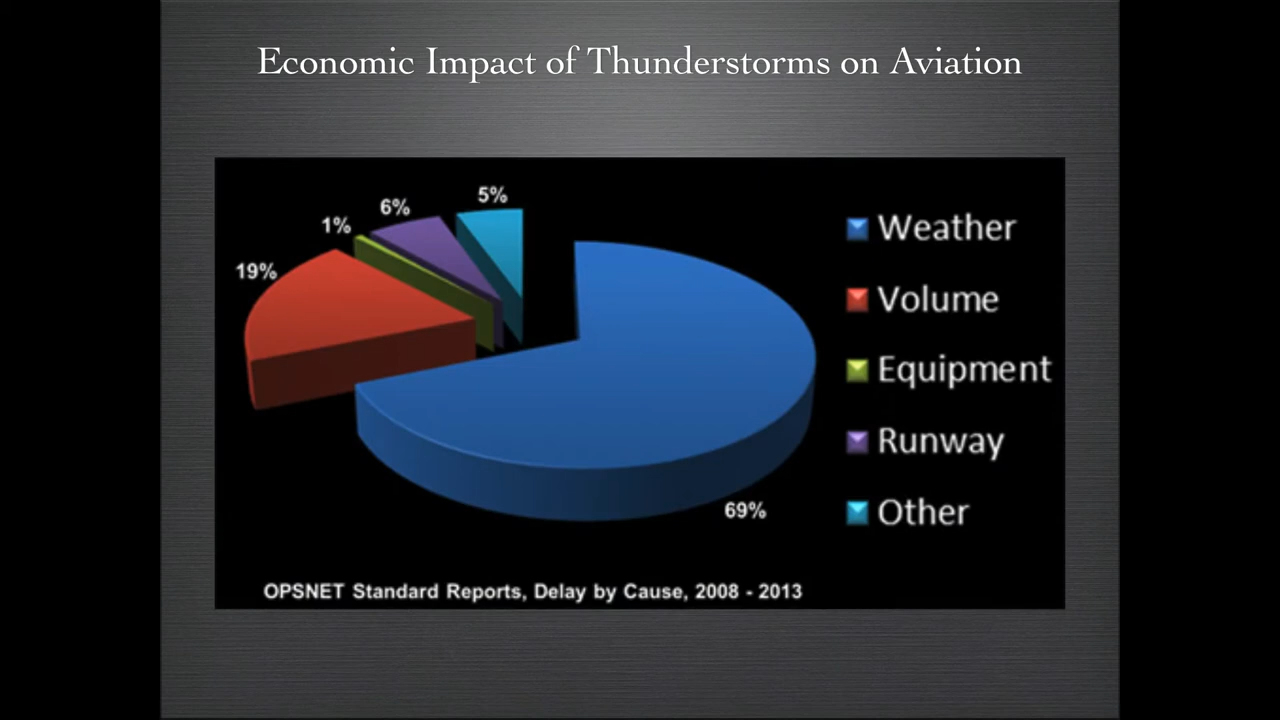 Economic Impact of Thunderstorms on Aviation
5%
6%
1%
19%
69%
Weather
Volume
Equipment
Runway
Other
OPSNET Standard Reports, Delay by Cause, 2008 - 2013